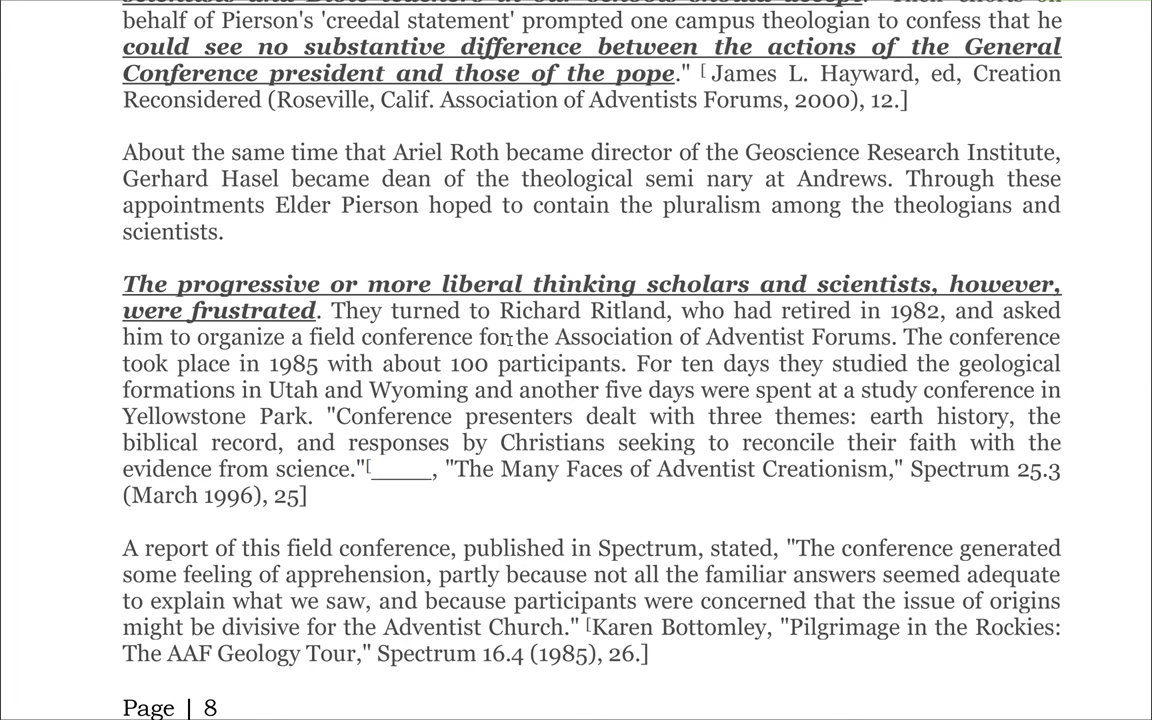 behalf of Pierson's 'creedal statement' prompted one campus theologian to confess that he
could see no substantive difference between the actions of the General
Conference president and those of the pope." [ James L. Hayward, ed, Creation
Reconsidered (Roseville, Calif. Association of Adventists Forums, 2000), 12.]
About the same time that Ariel Roth became director of the Geoscience Research Institute,
Gerhard Hasel became dean of the theological semi nary at Andrews. Through these
appointments Elder Pierson hoped to contain the pluralism among the theologians and
scientists.
The progressive or more liberal thinking scholars and scientists, however,
were frustrated. They turned to Richard Ritland, who had retired in 1982, and asked
him to organize a field conference for the Association of Adventist Forums. The conference
took place in 1985 with about 100 participants. For ten days they studied the geological
formations in Utah and Wyoming and another five days were spent at a study conference in
Yellowstone Park. "Conference presenters dealt with three themes: earth history, the
biblical record, and responses by Christians seeking to reconcile their faith with the
evidence from science."[_____, "The Many Faces of Adventist Creationism," Spectrum 25.3
(March 1996), 25]
A report of this field conference, published in Spectrum, stated, "The conference generated
some feeling of apprehension, partly because not all the familiar answers seemed adequate
to explain what we saw, and because participants were concerned that the issue of origins
might be divisive for the Adventist Church." [Karen Bottomley, "Pilgrimage in the Rockies:
The AAF Geology Tour," Spectrum 16.4 (1985), 26.]
Page | 8